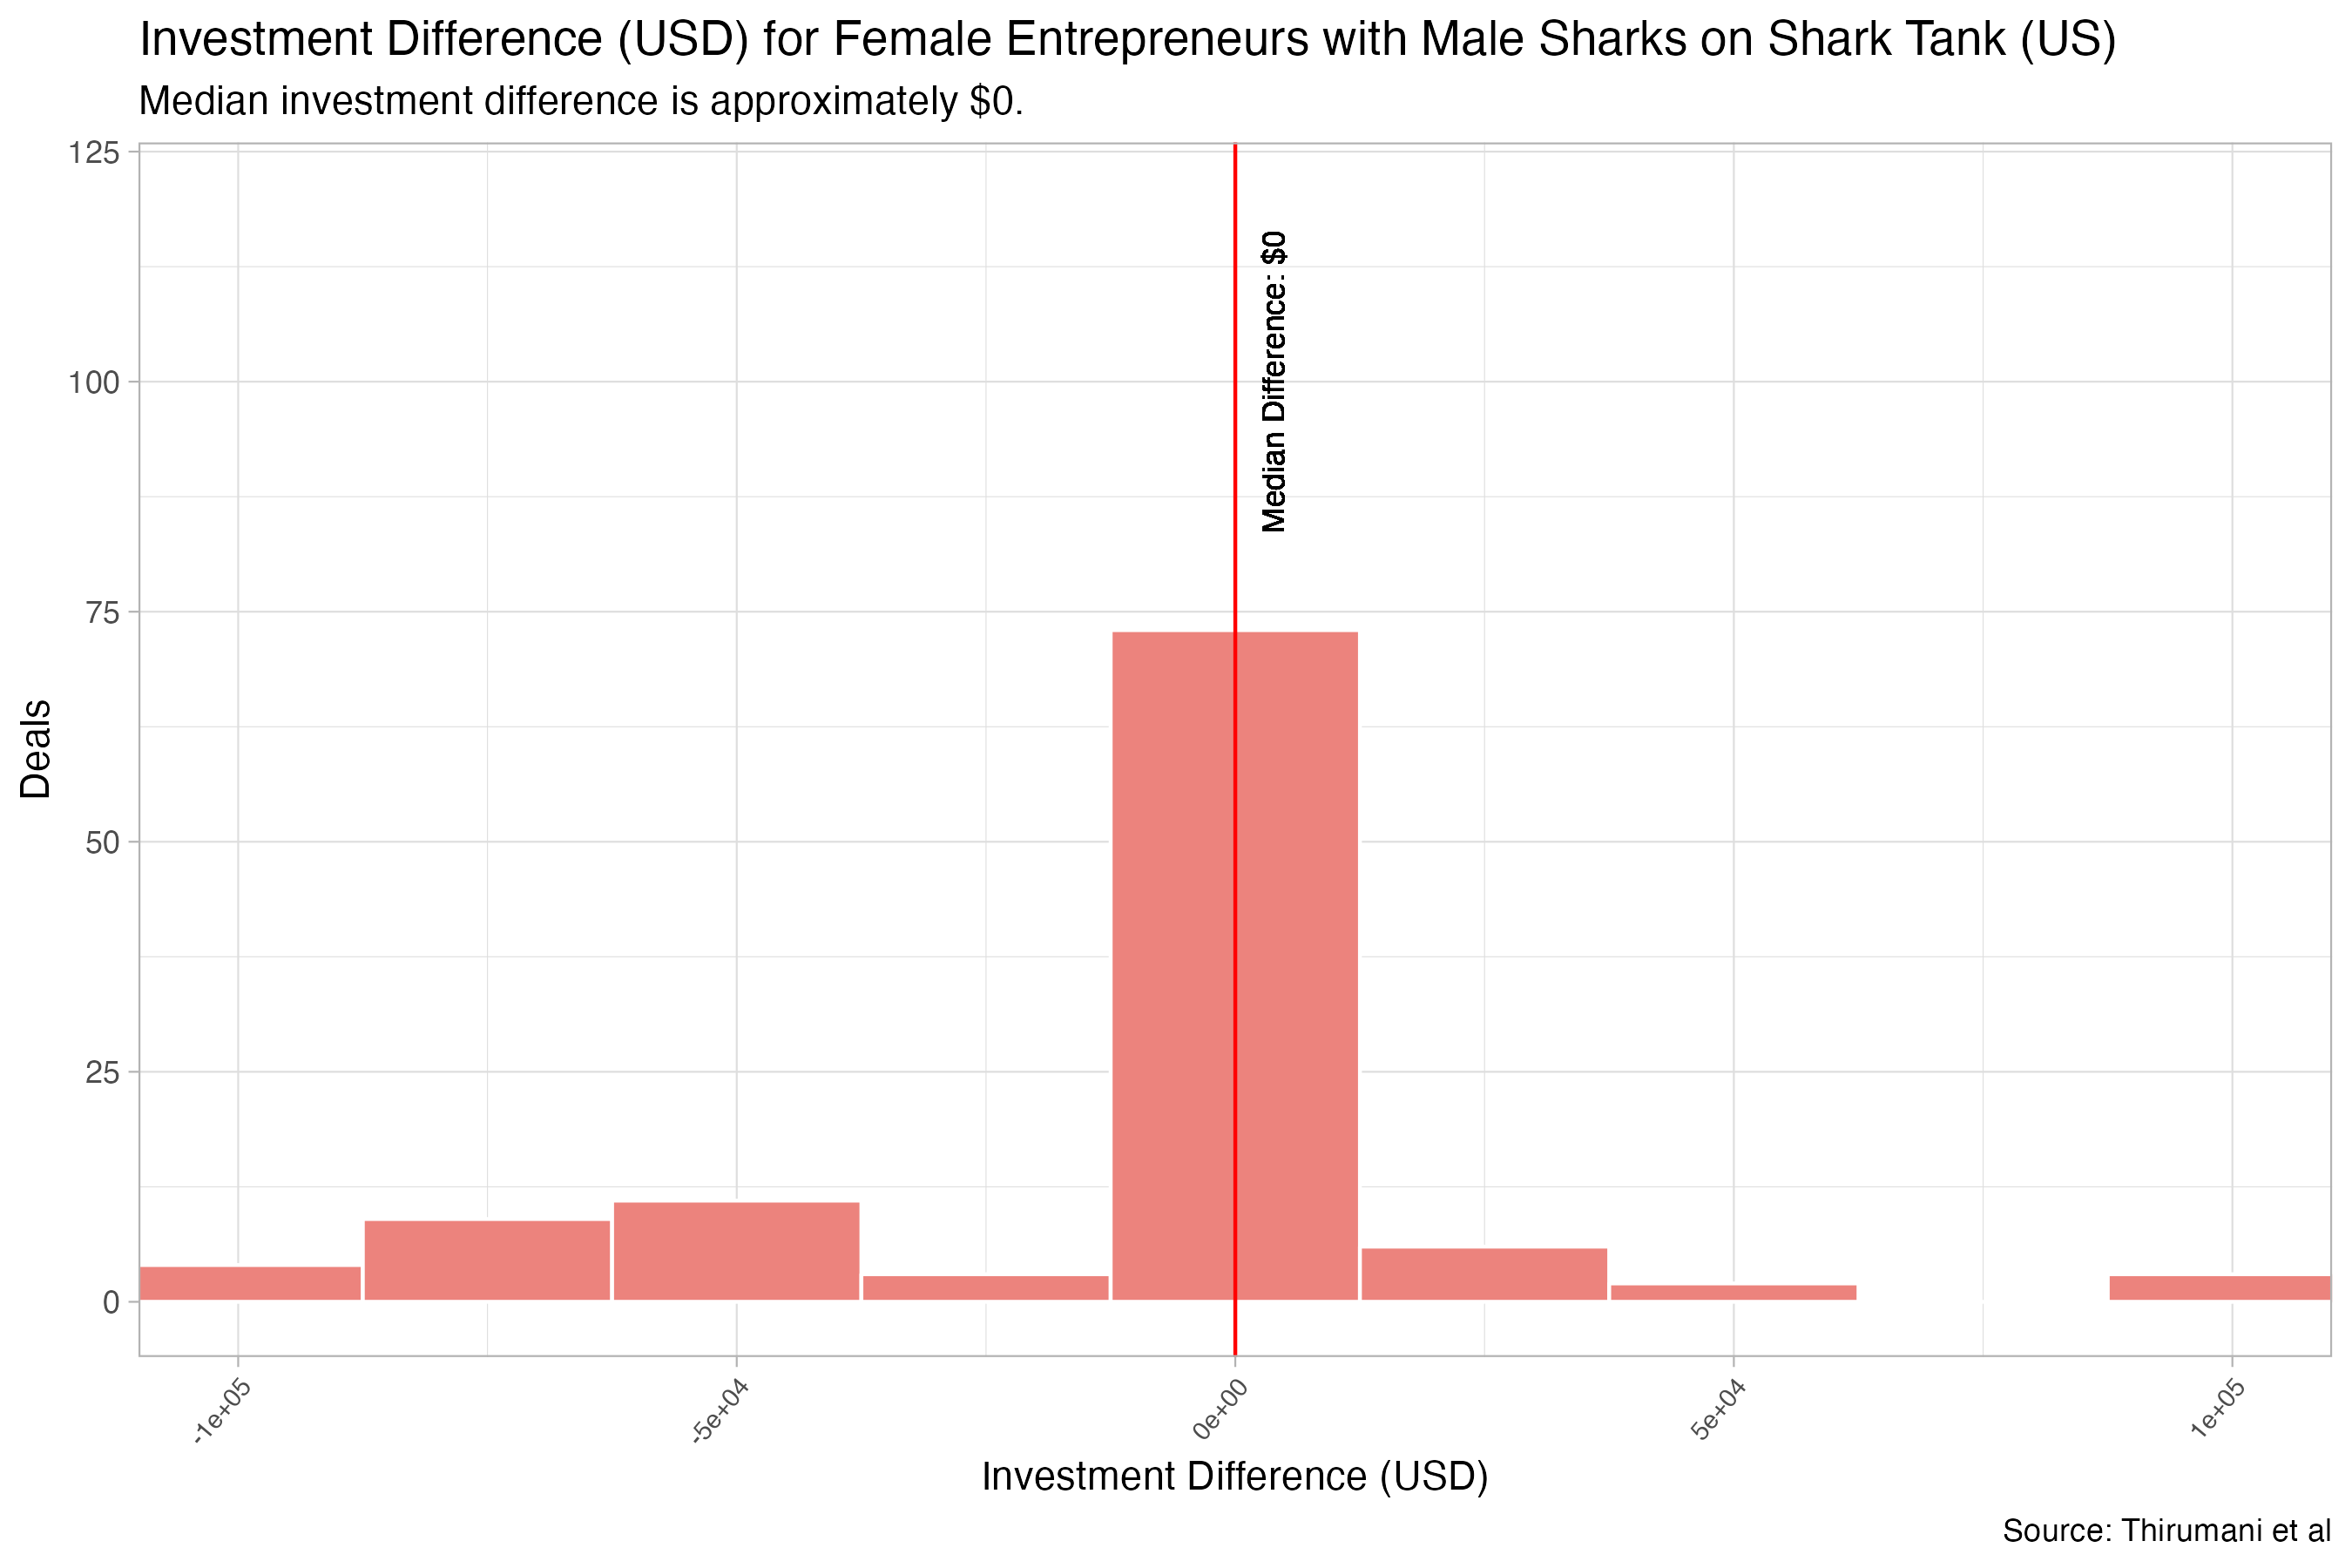 Investment Difference (USD) for Female Entrepreneurs with Male Sharks on Shark Tank (US)
Median investment difference is approximately $0.
125
100
75
50
25
0
Deals
Median Difference: $0
-1e+05
-5e+04
0e+00
5e+04
1e+05
Investment Difference (USD)
Source: Thirumani et al